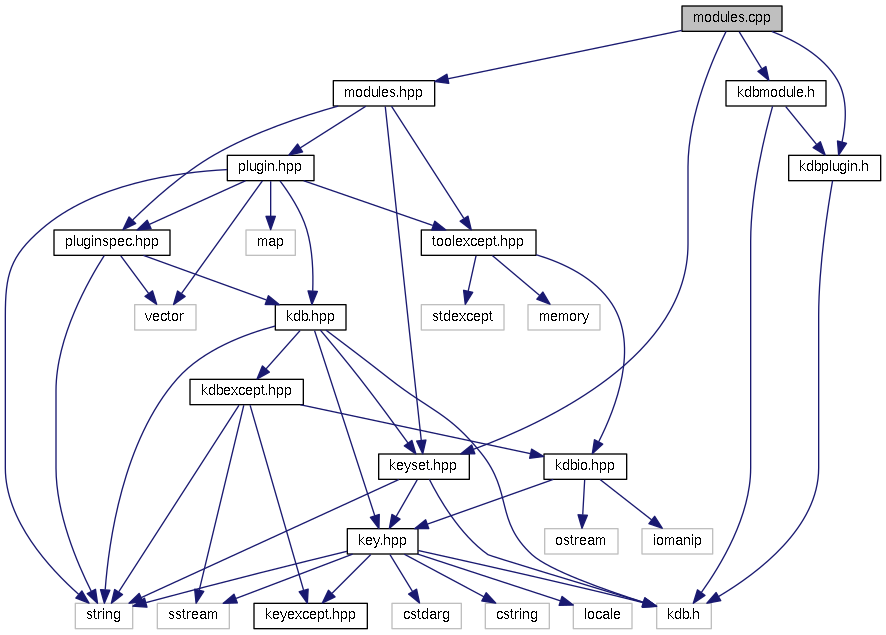 modules.cpp
modules.hpp
kdbmodule.h
plugin.hpp
kdbplugin.h
pluginspec.hpp
map
toolexcept.hpp
vector
kdb.hpp
stdexcept
memory
kdbexcept.hpp
keyset.hpp
kdbio.hpp
key.hpp
ostream
iomanip
string
sstream
keyexcept.hpp
cstdarg
cstring
locale
kdb.h